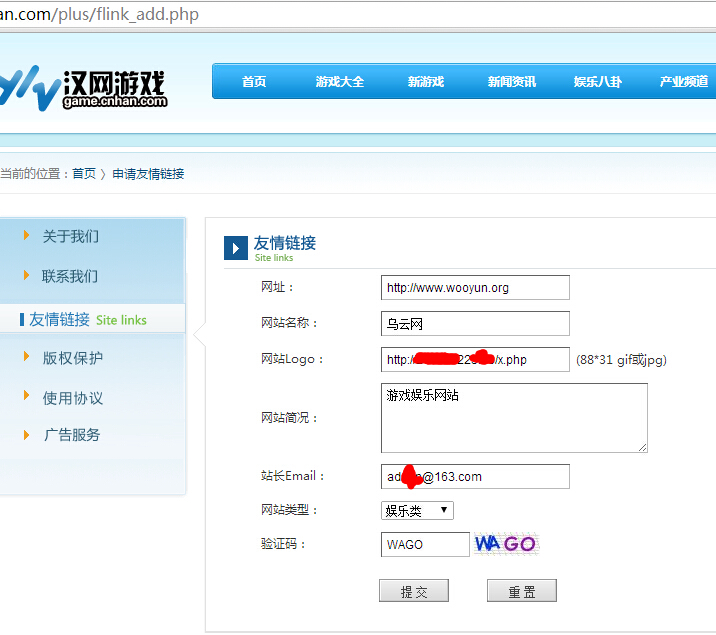 an.com/plus/flink_add.php
汉网游戏
game.cnhan.com
首页 游戏大全 新游戏 新闻资讯 娱乐八卦 产业频道
当前的位置：首页 〉 申请友情链接
关于我们
联系我们
友情链接 Site links
版权保护
使用协议
广告服务
友情链接
Site links
网址： http://www.wooyun.org
网站名称： 乌云网
网站Logo： http:/ 22 /x.php (88*31 gif或jpg)
网站简况： 游戏娱乐网站
站长Email： ad @163.com
网站类型： 娱乐类
验证码： WAGO WAGO
提交 重置